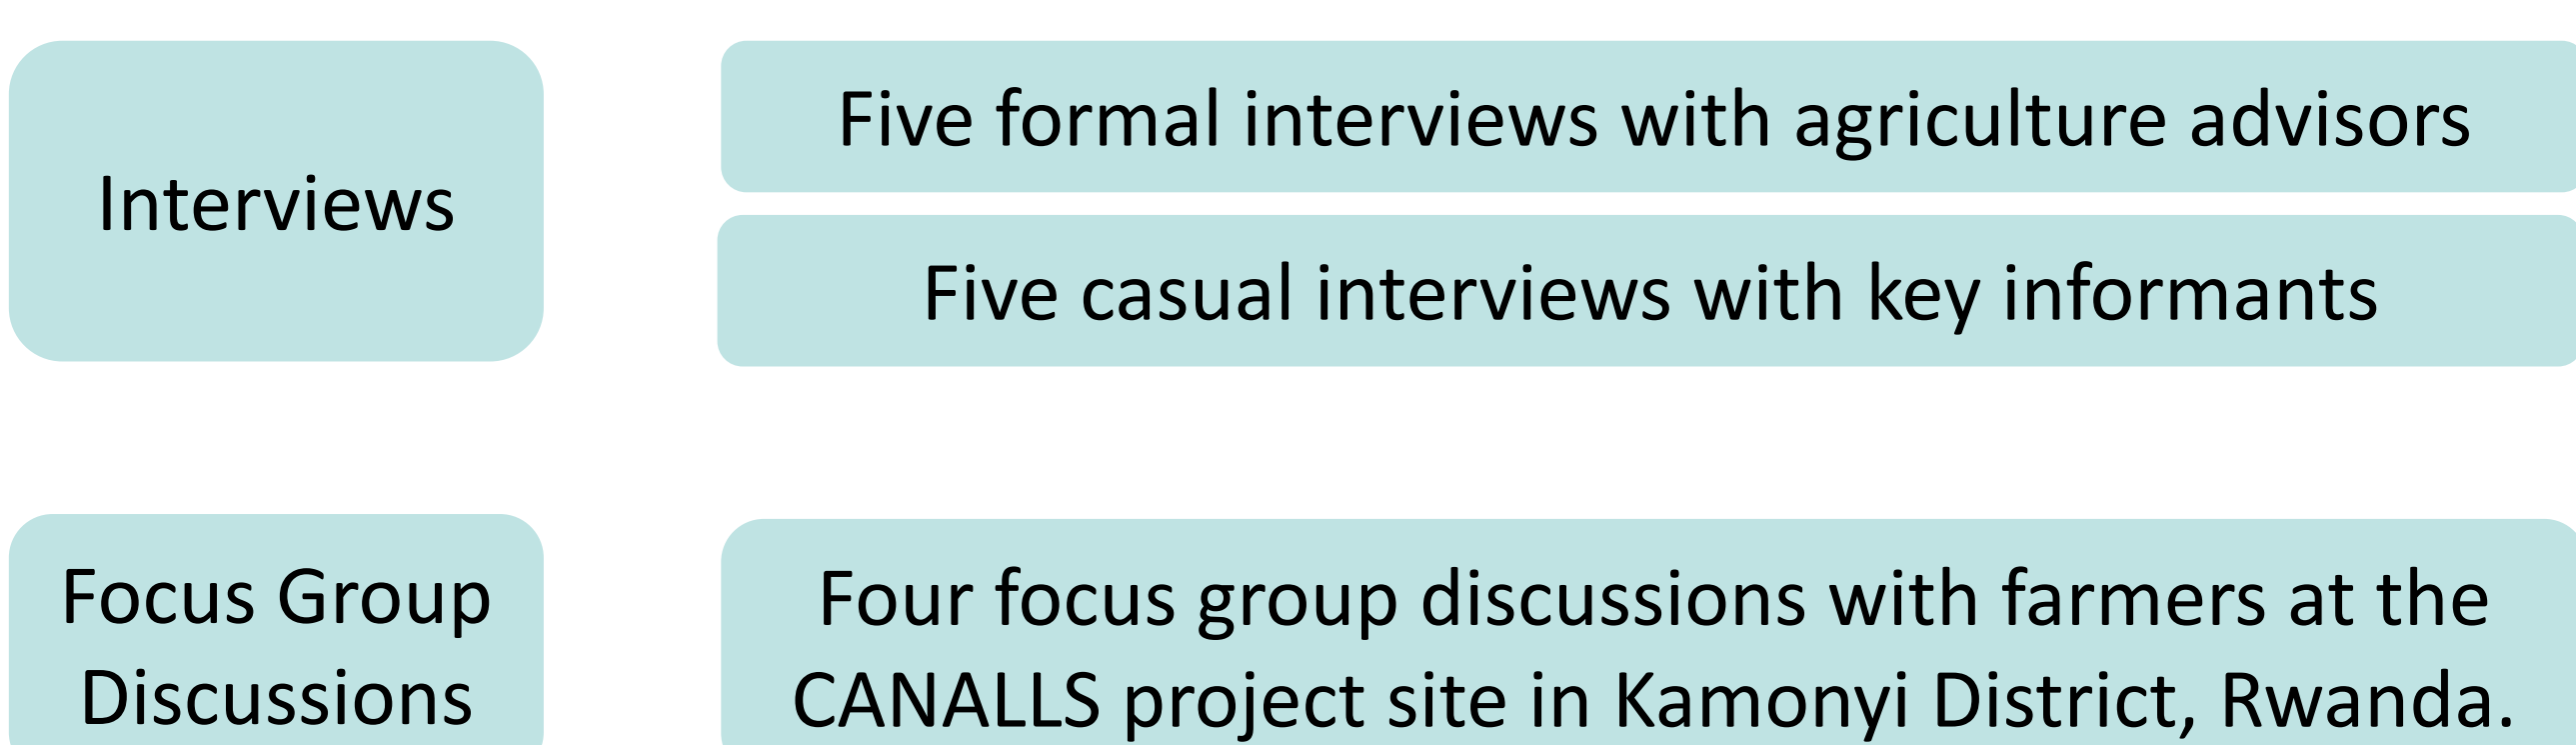 Interviews
Five formal interviews with agriculture advisors
Five casual interviews with key informants
Focus Group
Discussions
Four focus group discussions with farmers at the
CANALLS project site in Kamonyi District, Rwanda.